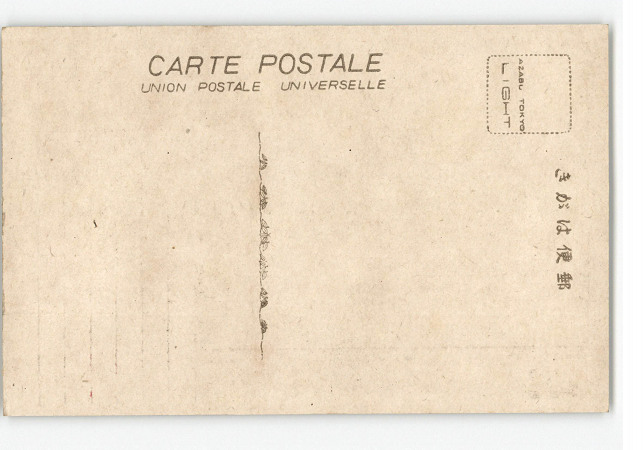 CARTE POSTALE
UNION POSTALE UNIVERSELLE
AZABU TOKYO
LIGHT
郵便はがき